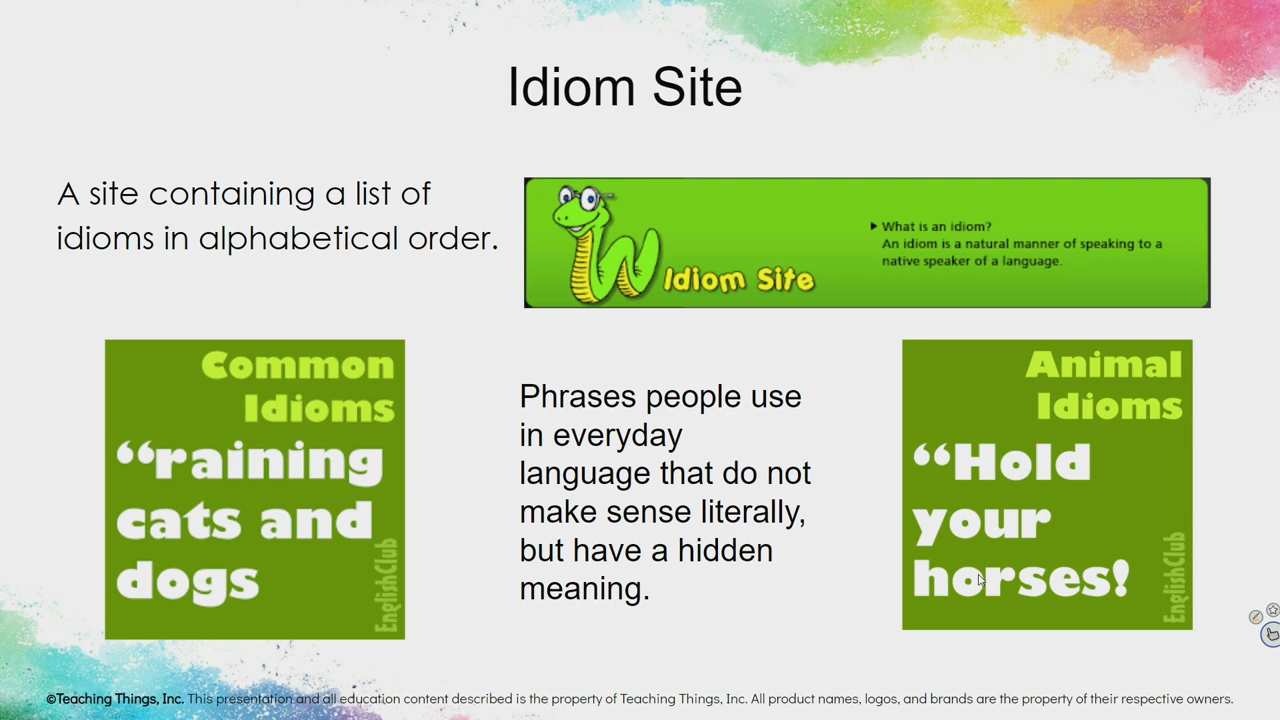 Idiom Site
A site containing a list of
idioms in alphabetical order.
Idiom Site
What is an idiom?
An idiom is a natural manner of speaking to a
native speaker of a language.
Common
Idioms
“raining
cats and
dogs
EnglishClub
Phrases people use
in everyday
language that do not
make sense literally,
but have a hidden
meaning.
Animal
Idioms
“Hold
your
horses!
EnglishClub
©Teaching Things, Inc. This presentation and all education content described is the property of Teaching Things, Inc. All product names, logos, and brands are the property of their respective owners.